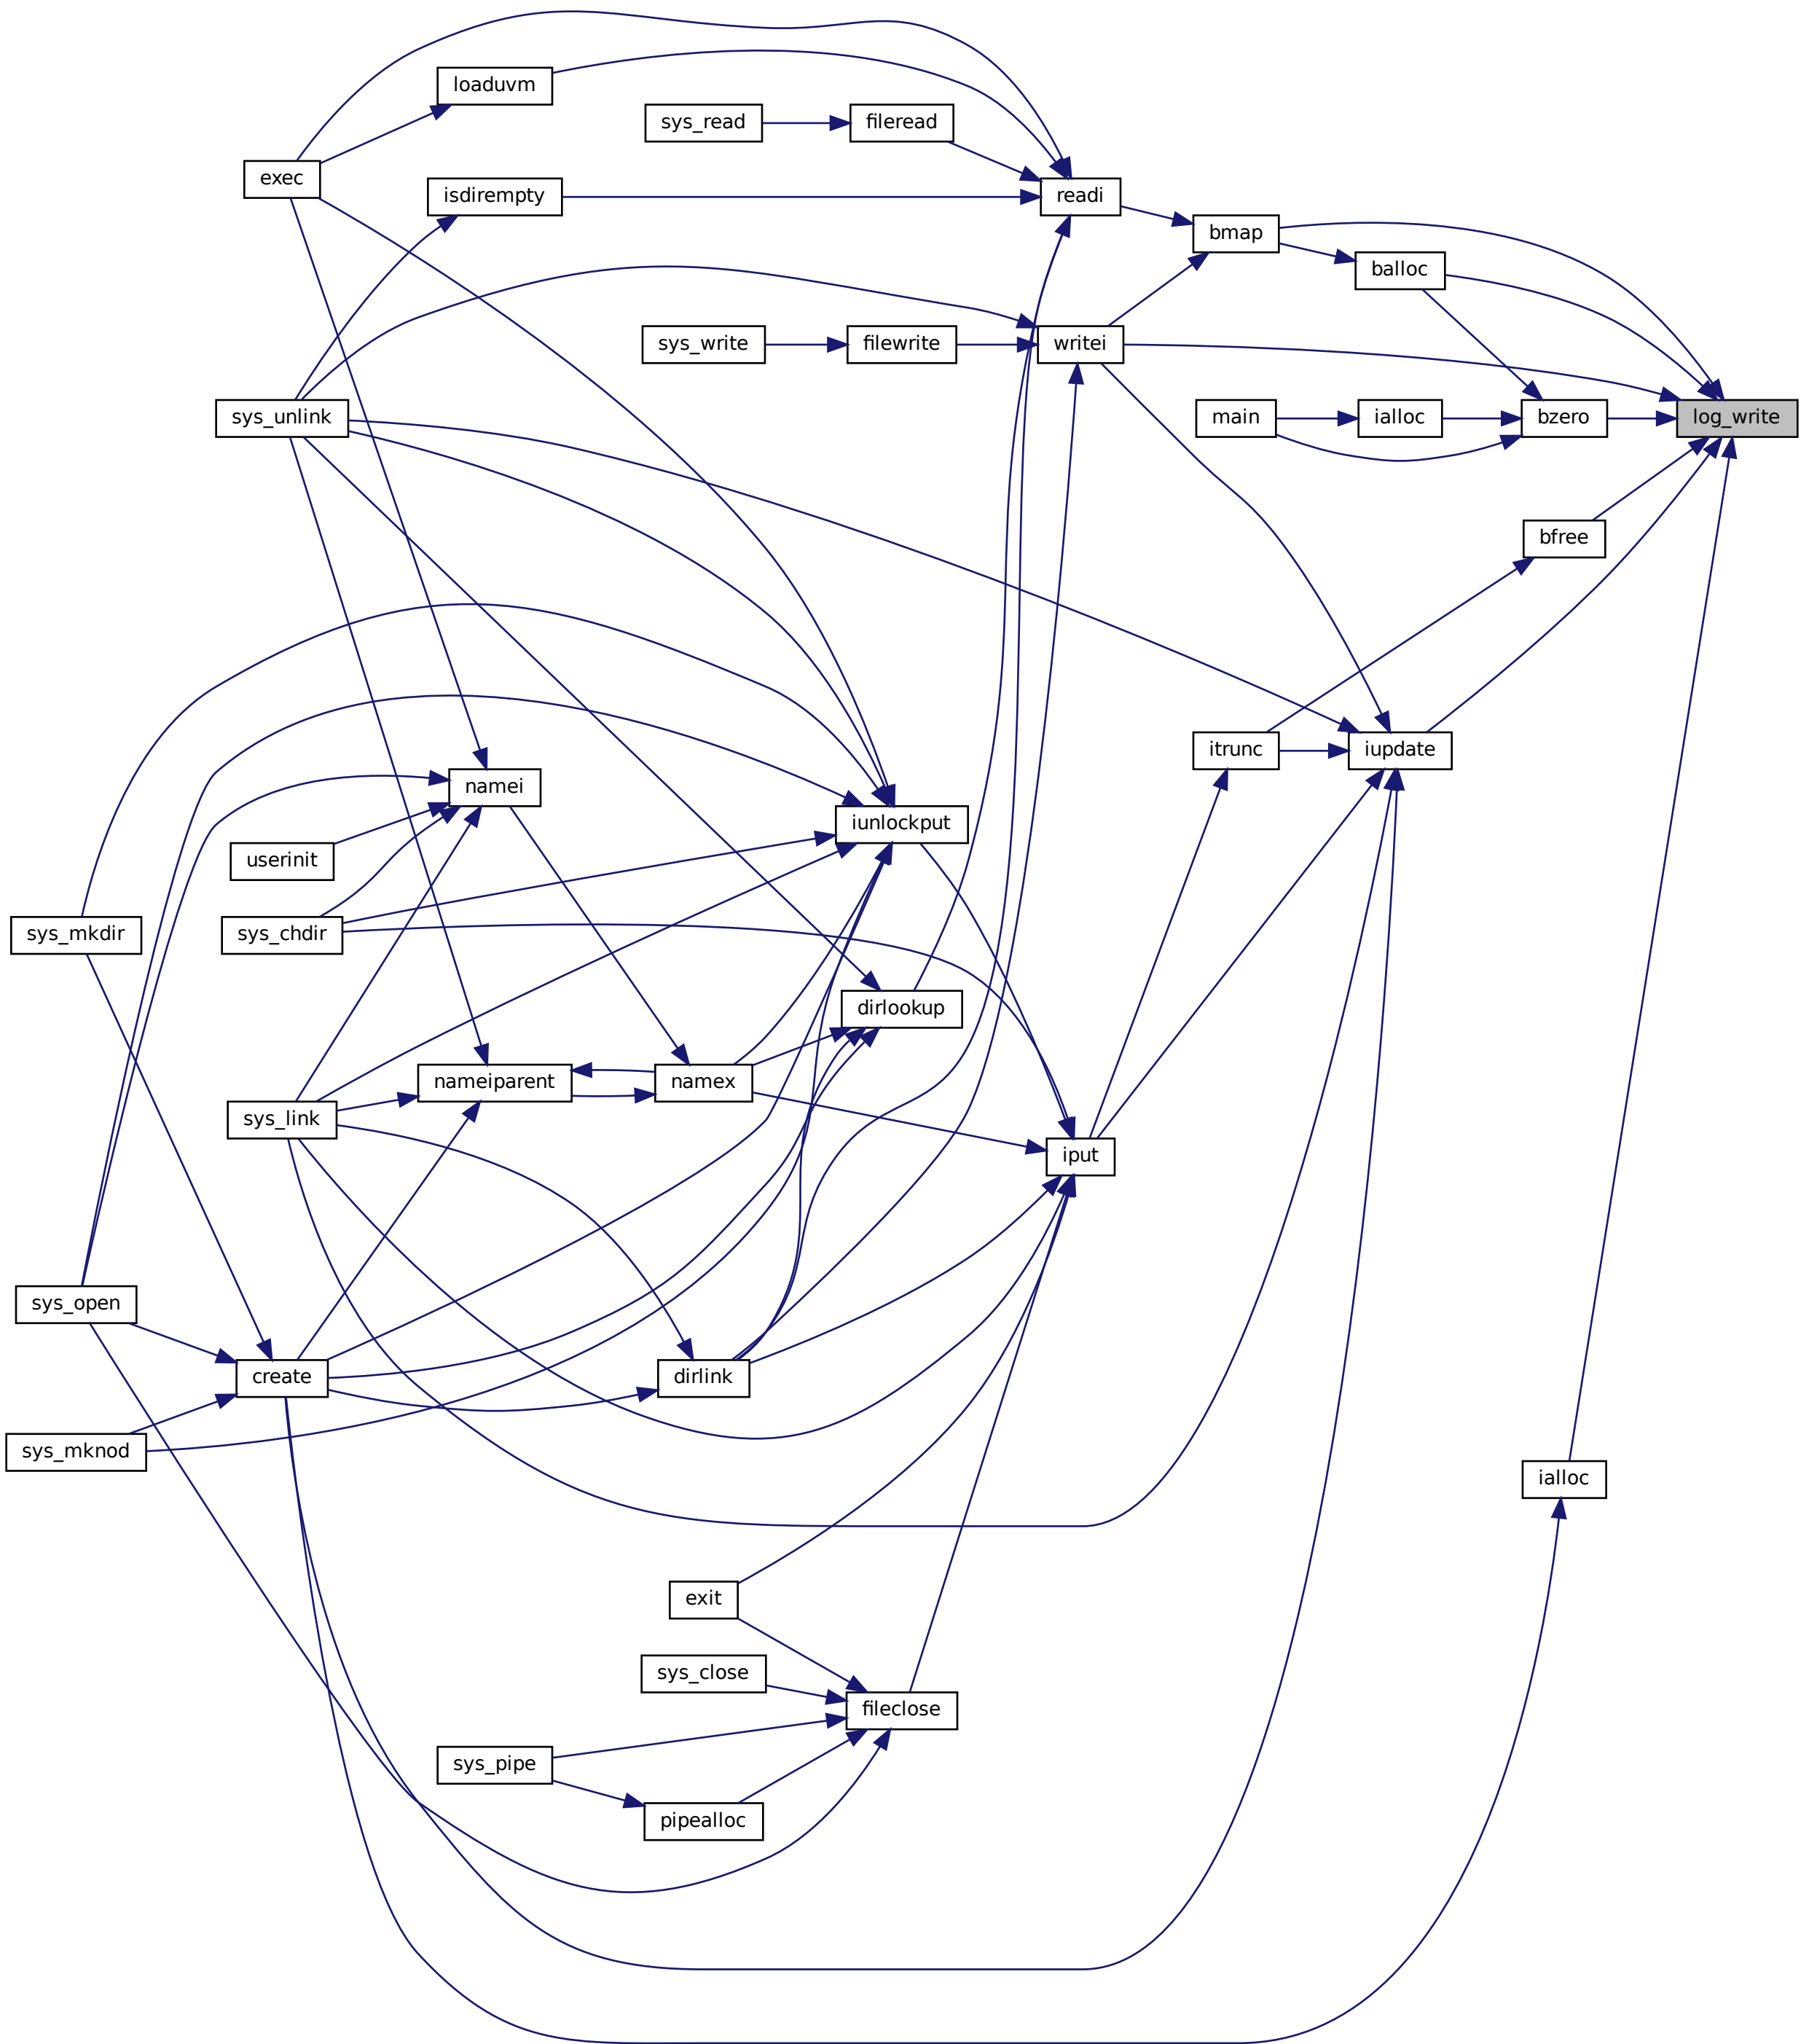 loaduvm
sys_read
fileread
exec
isdirempty
readi
bmap
balloc
sys_write
filewrite
writei
sys_unlink
main
ialloc
bzero
log_write
bfree
itrunc
iupdate
namei
iunlockput
userinit
sys_mkdir
sys_chdir
dirlookup
nameiparent
namex
sys_link
iput
sys_open
create
dirlink
sys_mknod
ialloc
exit
sys_close
fileclose
sys_pipe
pipealloc